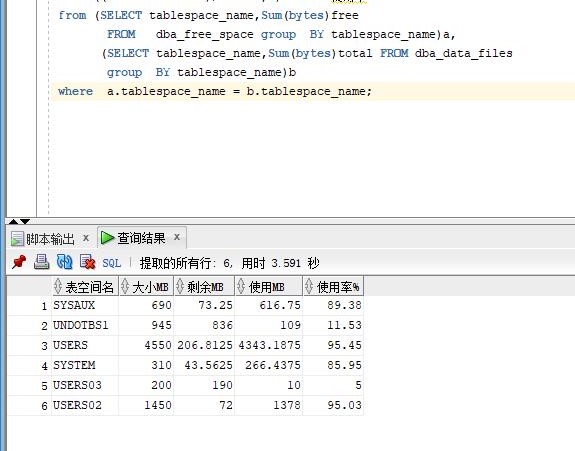 from (SELECT tablespace_name,Sum(bytes)free
FROM dba_free_space group BY tablespace_name)a,
(SELECT tablespace_name,Sum(bytes)total FROM dba_data_files
group BY tablespace_name)b
where a.tablespace_name = b.tablespace_name;
脚本输出 x 查询结果 x
SQL | 提取的所有行: 6, 用时 3.591 秒
表空间名 大小MB 剩余MB 使用MB 使用率%
1 SYSAUX 690 73.25 616.75 89.38
2 UNDOTBS1 945 836 109 11.53
3 USERS 4550 206.8125 4343.1875 95.45
4 SYSTEM 310 43.5625 266.4375 85.95
5 USERS03 200 190 10 5
6 USERS02 1450 72 1378 95.03